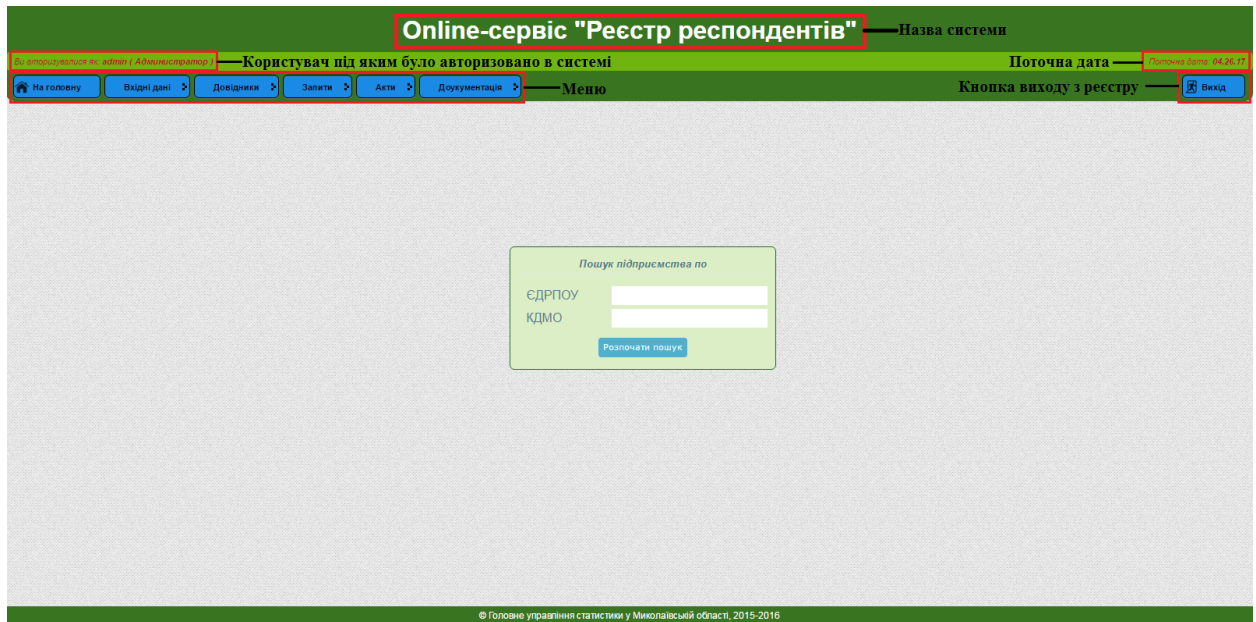 Online-сервіс "Реєстр респондентів" Назва системи
Ви авторизувалися як: admin ( Администратор ) Користувач під яким було авторизовано в системі Поточна дата Поточна дата: 04.26.17
На головну Вхідні дані Довідники Запити Акти Доукументація Меню Кнопка виходу з реєстру Вихід
Пошук підприємства по
ЄДРПОУ
КДМО
Розпочати пошук
© Головне управління статистики у Миколаївській області, 2015-2016